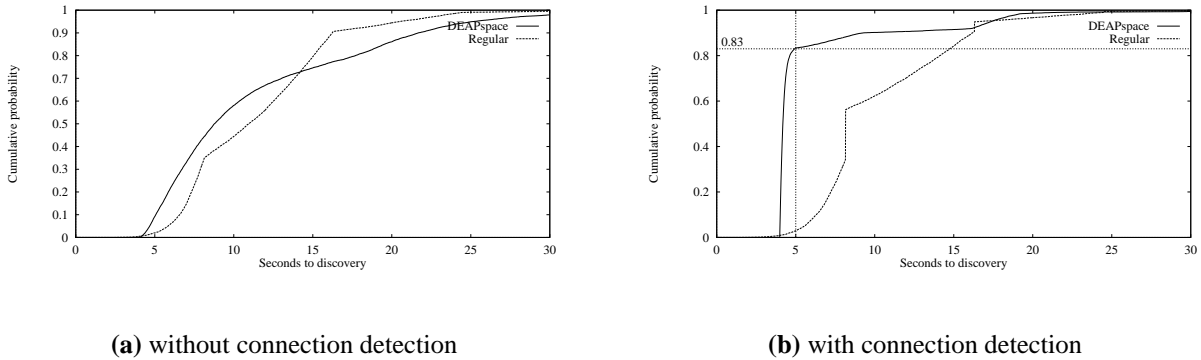 1
0.9
0.8
0.7
0.6
0.5
0.4
0.3
0.2
0.1
0
Cumulative probability
DEAPspace
Regular
0 5 10 15 20 25 30
Seconds to discovery
(a) without connection detection
1
0.8
0.6
0.4
0.2
0
Cumulative probability
0.83
DEAPspace
Regular
0 5 10 15 20 25 30
Seconds to discovery
(b) with connection detection